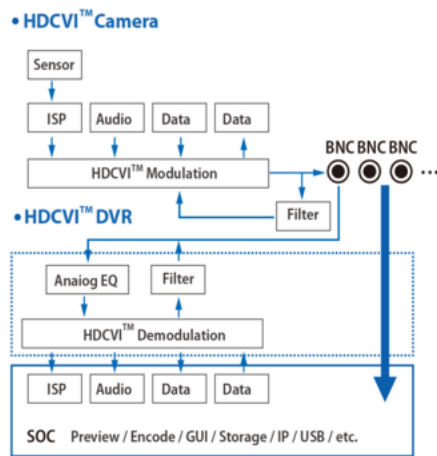 • HDCVI™ Camera
Sensor
ISP Audio Data Data
BNC BNC BNC
HDCVI™ Modulation
...
Filter
• HDCVI™ DVR
Anaiog EQ Filter
HDCVI™ Demodulation
ISP Audio Data Data
SOC Preview / Encode / GUI / Storage / IP / USB / etc.